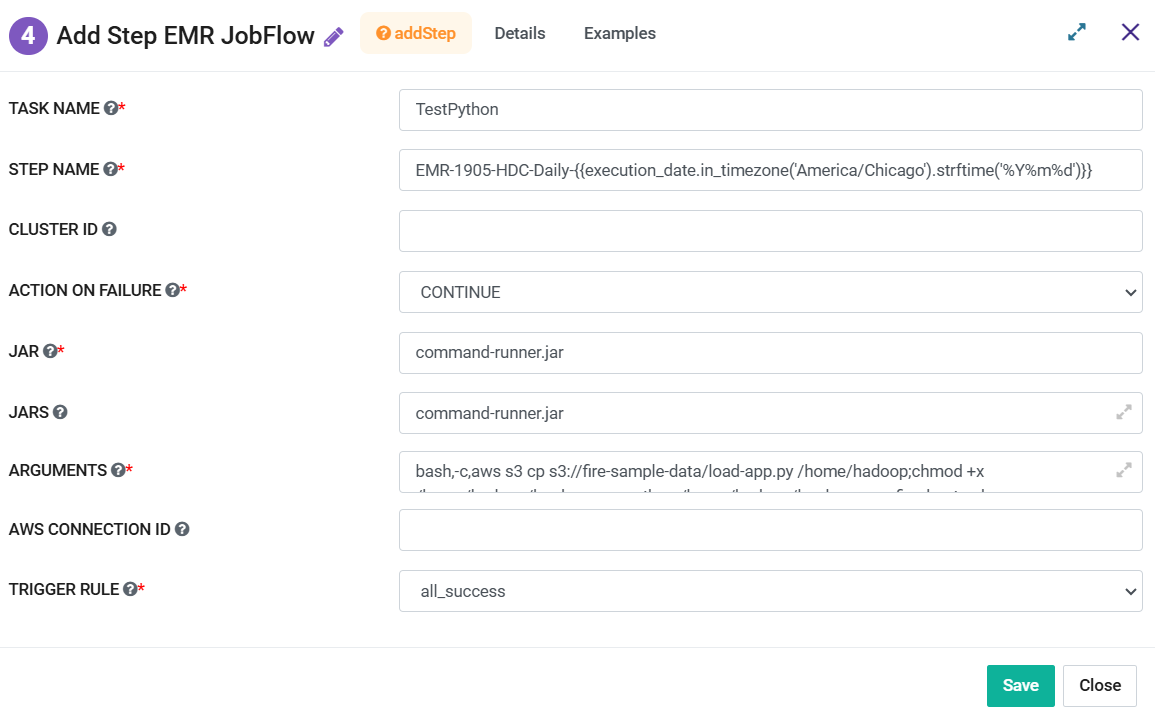 4 Add Step EMR JobFlow addStep Details Examples
TASK NAME *
TestPython
STEP NAME *
EMR-1905-HDC-Daily-{{execution_date.in_timezone('America/Chicago').strftime('%Y%m%d')}}
CLUSTER ID
ACTION ON FAILURE *
CONTINUE
JAR *
command-runner.jar
JARS
command-runner.jar
ARGUMENTS *
bash,-c,aws s3 cp s3://fire-sample-data/load-app.py /home/hadoop;chmod +x
AWS CONNECTION ID
TRIGGER RULE *
all_success
Save Close